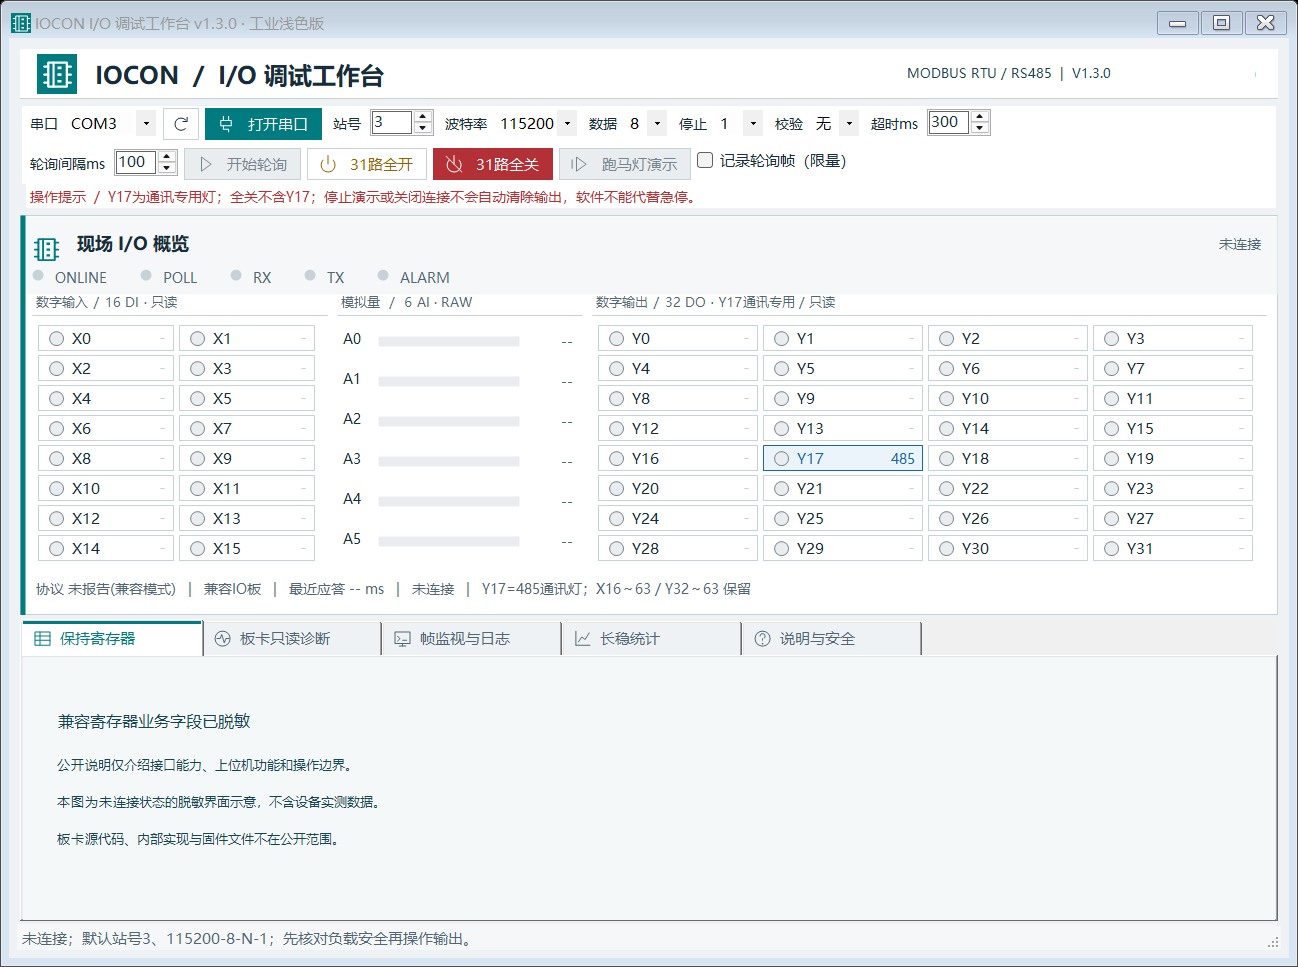 IOCON I/O 调试工作台 v1.3.0 · 工业浅色版
IOCON / I/O 调试工作台
MODBUS RTU / RS485 | V1.3.0
串口 COM3 打开串口 站号 3 波特率 115200 数据 8 停止 1 校验 无 超时ms 300
轮询间隔ms 100 开始轮询 31路全开 31路全关 跑马灯演示 记录轮询帧（限量）
操作提示 / Y17为通讯专用灯；全关不含Y17；停止演示或关闭连接不会自动清除输出，软件不能代替急停。
现场 I/O 概览
未连接
ONLINE POLL RX TX ALARM
数字输入 / 16 DI · 只读 模拟量 / 6 AI · RAW 数字输出 / 32 DO · Y17通讯专用 / 只读
X0 - X1 - A0 -- Y0 - Y1 - Y2 - Y3 -
X2 - X3 - A1 -- Y4 - Y5 - Y6 - Y7 -
X4 - X5 - A2 -- Y8 - Y9 - Y10 - Y11 -
X6 - X7 - Y12 - Y13 - Y14 - Y15 -
X8 - X9 - A3 -- Y16 - Y17 485 Y18 - Y19 -
X10 - X11 - A4 -- Y20 - Y21 - Y22 - Y23 -
X12 - X13 - Y24 - Y25 - Y26 - Y27 -
X14 - X15 - A5 -- Y28 - Y29 - Y30 - Y31 -
协议 未报告(兼容模式) | 兼容IO板 | 最近应答 -- ms | 未连接 | Y17=485通讯灯；X16~63 / Y32~63 保留
保持寄存器 板卡只读诊断 帧监视与日志 长稳统计 说明与安全
兼容寄存器业务字段已脱敏
公开说明仅介绍接口能力、上位机功能和操作边界。
本图为未连接状态的脱敏界面示意，不含设备实测数据。
板卡源代码、内部实现与固件文件不在公开范围。
未连接；默认站号3、115200-8-N-1；先核对负载安全再操作输出。